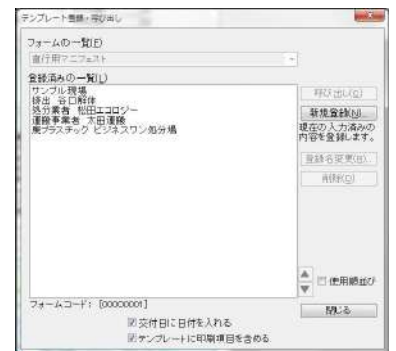 テンプレート登録・呼び出し
フォームの一覧(F)
直行用マニフェスト
登録済みの一覧(L)
サンプル現場
排出 谷口解体
処分業者 松田エコロジー
運搬事業者 太田運搬
廃プラスチック ビジネスワン処分場
呼び出し(G)
新規登録(N)...
現在の入力済みの
内容を登録します。
登録名変更(R)...
削除(D)
使用順並び
フォームコード: [00000001]
閉じる
交付日に日付を入れる
テンプレートに印刷項目を含める